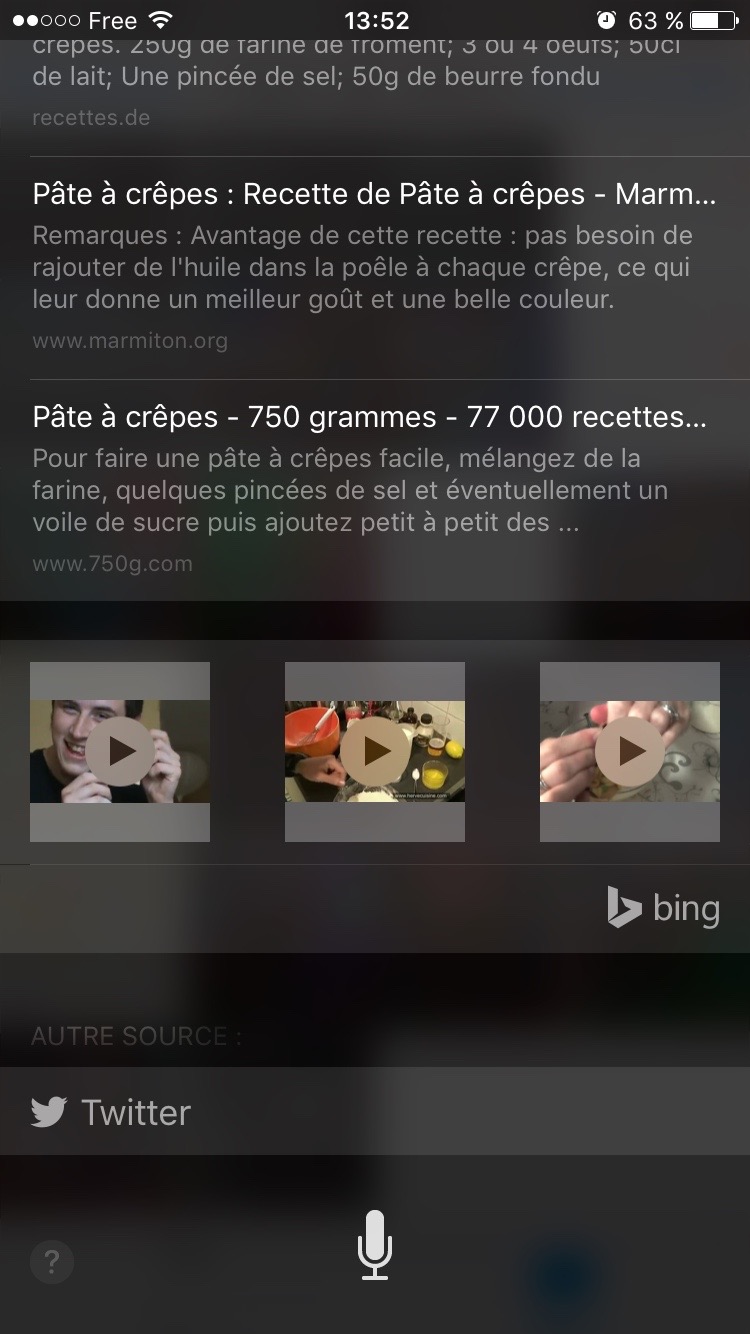 Free 13:52 63 %
crêpes. 250g de farine de froment; 3 ou 4 oeufs; 50cl
de lait; Une pincée de sel; 50g de beurre fondu
recettes.de
Pâte à crêpes : Recette de Pâte à crêpes - Marm...
Remarques : Avantage de cette recette : pas besoin de
rajouter de l'huile dans la poêle à chaque crêpe, ce qui
leur donne un meilleur goût et une belle couleur.
www.marmiton.org
Pâte à crêpes - 750 grammes - 77 000 recettes...
Pour faire une pâte à crêpes facile, mélangez de la
farine, quelques pincées de sel et éventuellement un
voile de sucre puis ajoutez petit à petit des ...
www.750g.com
www.hervecuisine.com
bing
AUTRE SOURCE :
Twitter
?